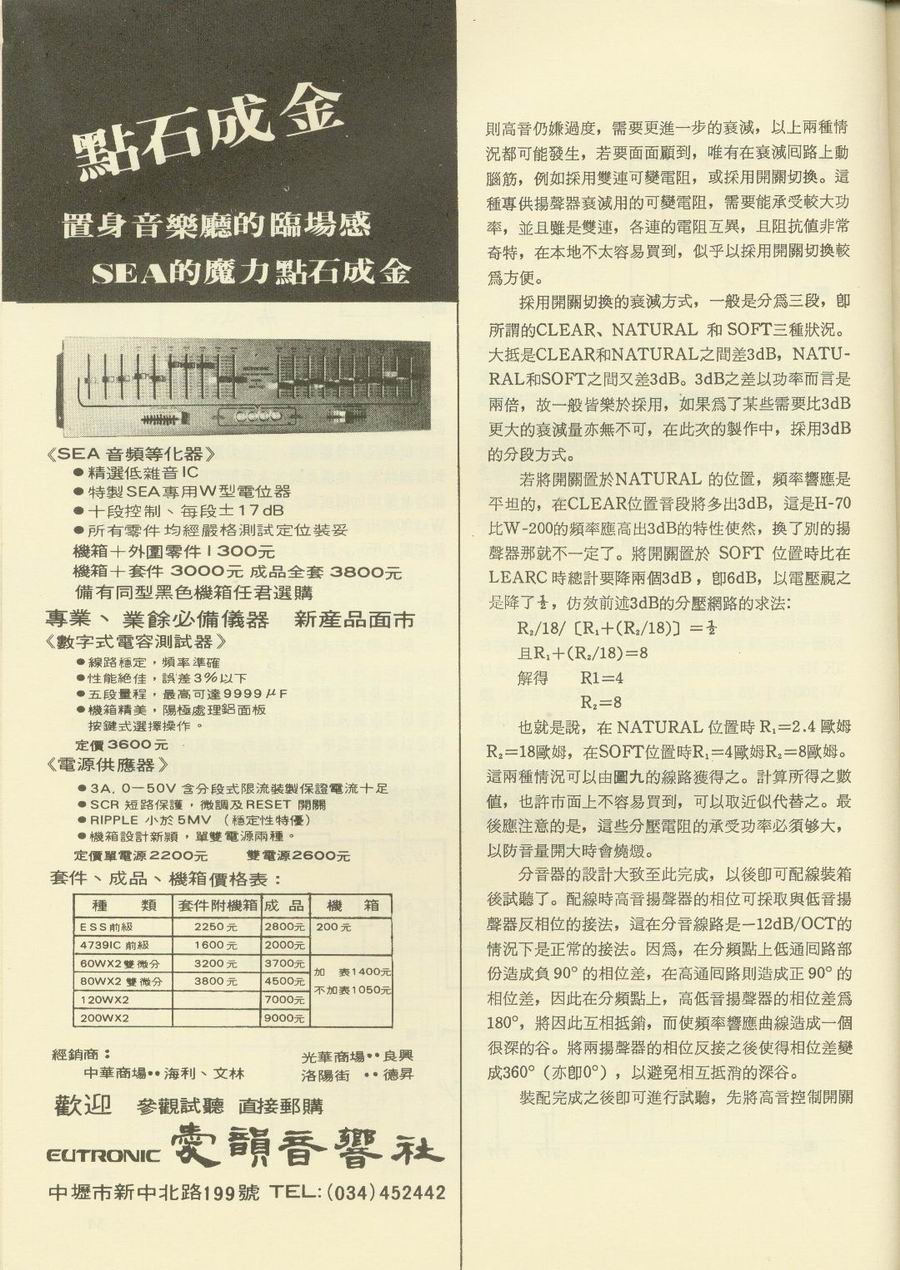 點石成金
置身音樂廳的臨場感
SEA的魔力點石成金
《SEA 音頻等化器》
●精選低雜音IC
●特製SEA專用W型電位器
●十段控制、每段±17dB
●所有零件均經嚴格測試定位裝妥
機箱＋外圍零件1300元
機箱＋套件 3000元 成品全套 3800元
備有同型黑色機箱任君選購
專業、業餘必備儀器 新産品面市
《數字式電容測試器》
●線路穩定，頻率準確
●性能絶佳，誤差3%以下
●五段量程，最高可達9999μF
●機箱精美，陽極處理鋁面板
按鍵式選擇操作。
定價3600元
《電源供應器》
●3A, 0－50V 含分段式限流裝製保證電流十足
●SCR 短路保護，微調及RESET 開關
●RIPPLE 小於5MV （穩定性特優）
●機箱設計新穎，單雙電源兩種。
定價單電源2200元 雙電源2600元
套件、成品、機箱價格表：
種 類 套件附機箱 成 品 機 箱
ESS前級 2250元 2800元 200元
4739IC 前級 1600元 2000元
60WX2 雙微分 3200元 3700元
加 表1400元
80WX2 雙微分 3800元 4500元
不加表1050元
120WX2 7000元
200WX2 9000元
經銷商： 光華商場··良興
中華商場··海利、文林 洛陽街 ··德昇
歡迎 參觀試聽 直接郵購
EUTRONIC 愛韻音響社
中壢市新中北路199號 TEL:(034)452442
則高音仍嫌過度，需要更進一步的衰減，以上兩種情
況都可能發生，若要面面顧到，唯有在衰減回路上動
腦筋，例如採用雙連可變電阻，或採用開關切換。這
種專供揚聲器衰減用的可變電阻，需要能承受較大功
率，並且雖是雙連，各連的電阻互異，且阻抗值非常
奇特，在本地不太容易買到，似乎以採用開關切換較
爲方便。
採用開關切換的衰減方式，一般是分爲三段，卽
所謂的CLEAR、NATURAL 和 SOFT三種狀況。
大抵是CLEAR和NATURAL之間差3dB，NATU-
RAL和SOFT之間又差3dB。3dB之差以功率而言是
兩倍，故一般皆樂於採用，如果爲了某些需要比3dB
更大的衰減量亦無不可，在此次的製作中，採用3dB
的分段方式。
若將開關置於NATURAL 的位置，頻率響應是
平坦的，在CLEAR位置音段將多出3dB，這是H-70
比W-200的頻率應高出3dB的特性使然，換了別的揚
聲器那就不一定了。將開關置於 SOFT 位置時比在
LEARC 時總計要降兩個3dB，卽6dB，以電壓視之
是降了½，仿效前述3dB的分壓網路的求法：
R₂/18/〔R₁＋(R₂/18)〕＝½
且R₁＋(R₂/18)＝8
解得 R1＝4
R₂＝8
也就是說，在 NATURAL 位置時 R₁＝2.4 歐姆
R₂＝18歐姆，在SOFT位置時R₁＝4歐姆R₂＝8歐姆。
這兩種情況可以由圖九的線路獲得之。計算所得之數
値，也許市面上不容易買到，可以取近似代替之。最
後應注意的是，這些分壓電阻的承受功率必須够大，
以防音量開大時會燒燬。
分音器的設計大致至此完成，以後卽可配線裝箱
後試聽了。配線時高音揚聲器的相位可採取與低音揚
聲器反相位的接法，這在分音線路是－12dB/OCT的
情況下是正常的接法。因爲，在分頻點上低通回路部
份造成負 90° 的相位差，在高通回路則造成正 90° 的
相位差，因此在分頻點上，高低音揚聲器的相位差爲
180°，將因此互相抵銷，而使頻率響應曲線造成一個
很深的谷。將兩揚聲器的相位反接之後使得相位差變
成360°（亦卽0°），以避免相互抵消的深谷。
裝配完成之後卽可進行試聽，先將高音控制開關